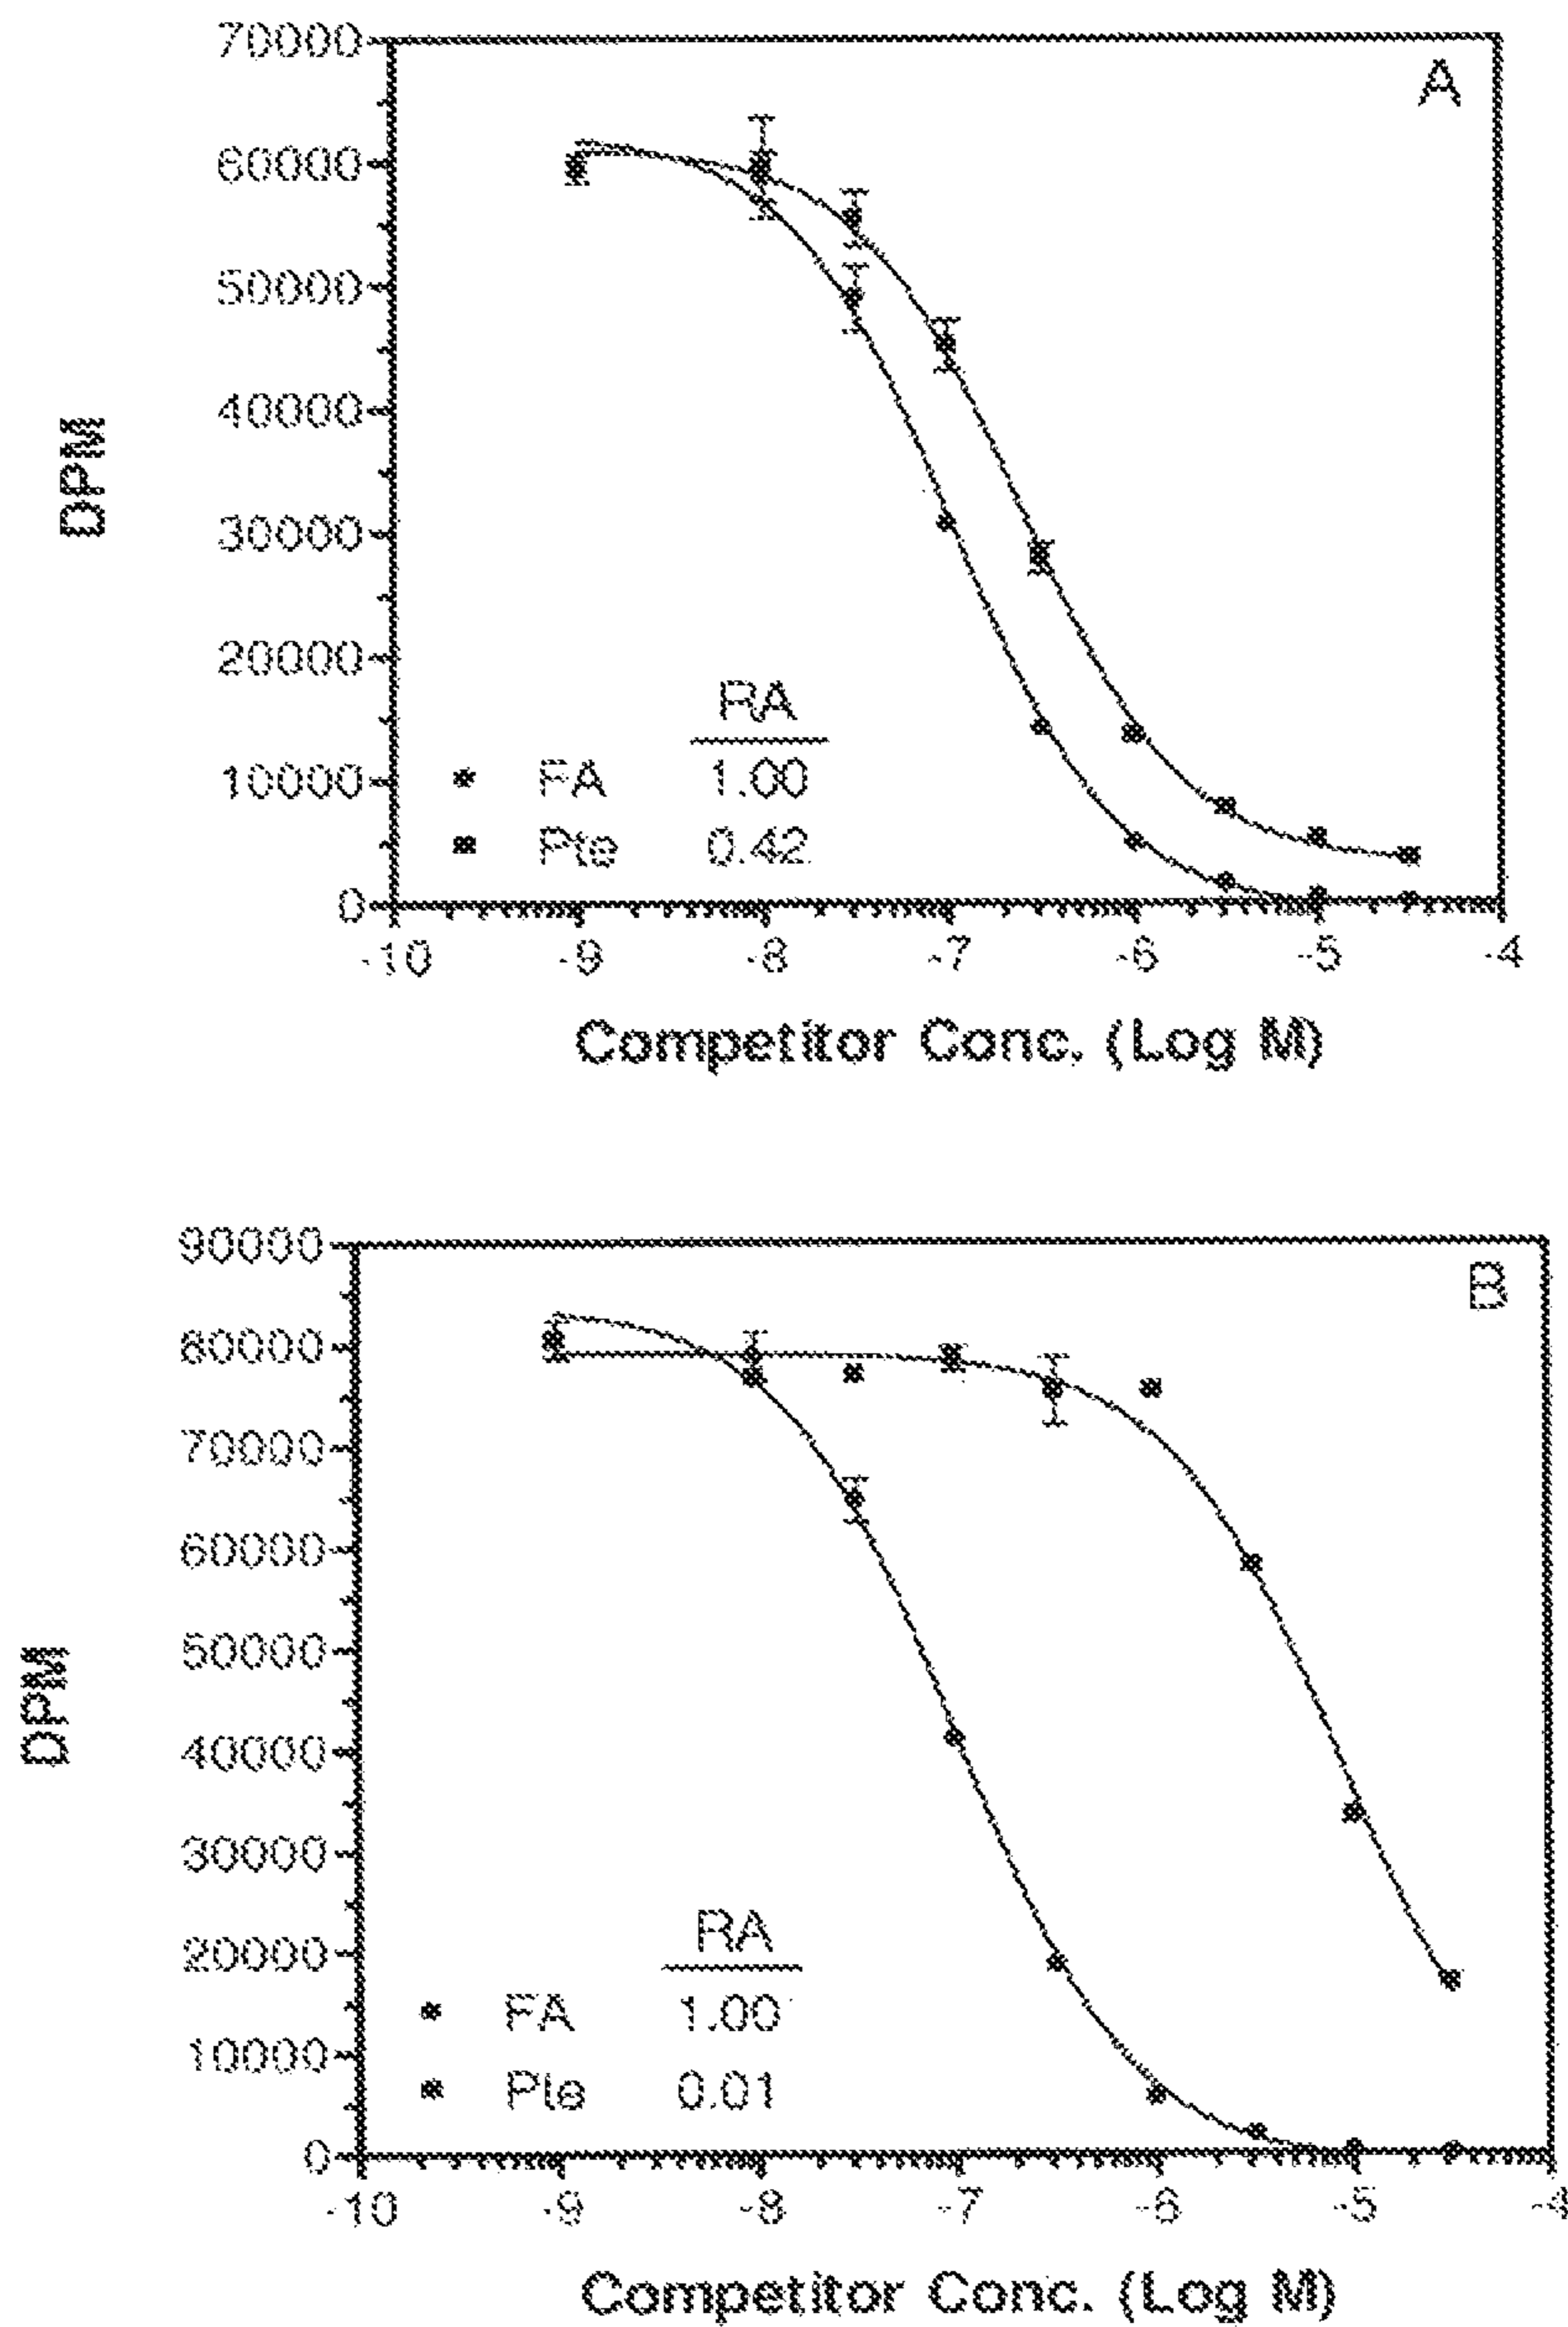 A
70000
60000
50000
40000
30000
20000
10000
0
DPM
RA
FA 1.00
Pte 0.42
-10 -9 -8 -7 -6 -5 -4
Competitor Conc. (Log M)
B
90000
80000
70000
60000
50000
40000
30000
20000
10000
0
DPM
RA
FA 1.00
Pte 0.01
-10 -9 -8 -7 -6 -5 -4
Competitor Conc. (Log M)